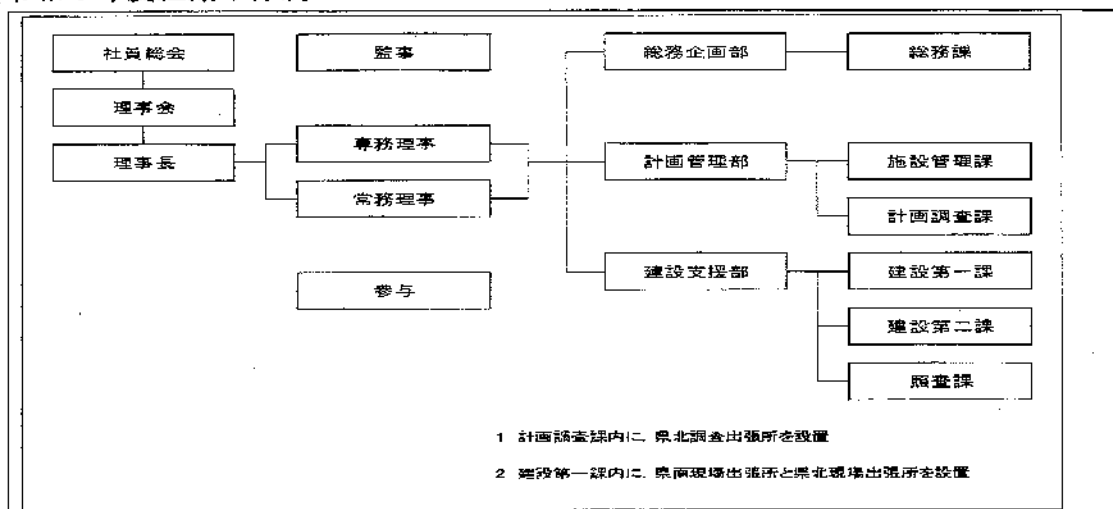 社員総会
監事
総務企画部
総務課
理事会
理事長
専務理事
常務理事
計画管理部
施設管理課
計画調査課
参与
建設支援部
建設第一課
建設第二課
照査課
1 計画調査課内に、県北調査出張所を設置
2 建設第一課内に、県南現場出張所と県北現場出張所を設置